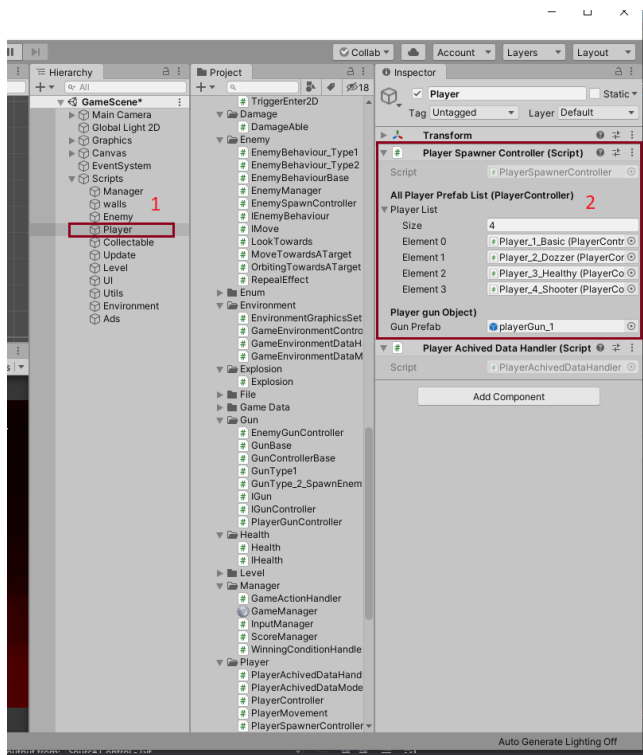 Collab
Account
Layers
Layout
Hierarchy
All
GameScene*
Main Camera
Global Light 2D
Graphics
Canvas
EventSystem
Scripts
Manager
walls
1
Enemy
Player
Collectable
Update
Level
UI
Utils
Environment
Ads
Project
18
TriggerEnter2D
Damage
DamageAble
Enemy
EnemyBehaviour_Type1
EnemyBehaviour_Type2
EnemyBehaviourBase
EnemyManager
EnemySpawnController
IEnemyBehaviour
IMove
LookTowards
MoveTowardsATarget
OrbitingTowardsATarget
RepealEffect
Enum
Environment
EnvironmentGraphicsSet
GameEnvironmentContro
GameEnvironmentDataH
GameEnvironmentDataM
Explosion
Explosion
File
Game Data
Gun
EnemyGunController
GunBase
GunControllerBase
GunType1
GunType_2_SpawnEnem
IGun
IGunController
PlayerGunController
Health
Health
IHealth
Level
Manager
GameActionHandler
GameManager
InputManager
ScoreManager
WinningConditionHandle
Player
PlayerAchivedDataHand
PlayerAchivedDataMode
PlayerController
PlayerMovement
PlayerSpawnerController
Inspector
Player
Static
Tag Untagged Layer Default
Transform
Player Spawner Controller (Script)
Script PlayerSpawnerController
All Player Prefab List (PlayerController)
2
Player List
Size 4
Element 0 Player_1_Basic (PlayerContr
Element 1 Player_2_Dozzer (PlayerCor
Element 2 Player_3_Healthy (PlayerCo
Element 3 Player_4_Shooter (PlayerCo
Player gun Object)
Gun Prefab playerGun_1
Player Achived Data Handler (Script
Script PlayerAchivedDataHandler
Add Component
Auto Generate Lighting Off